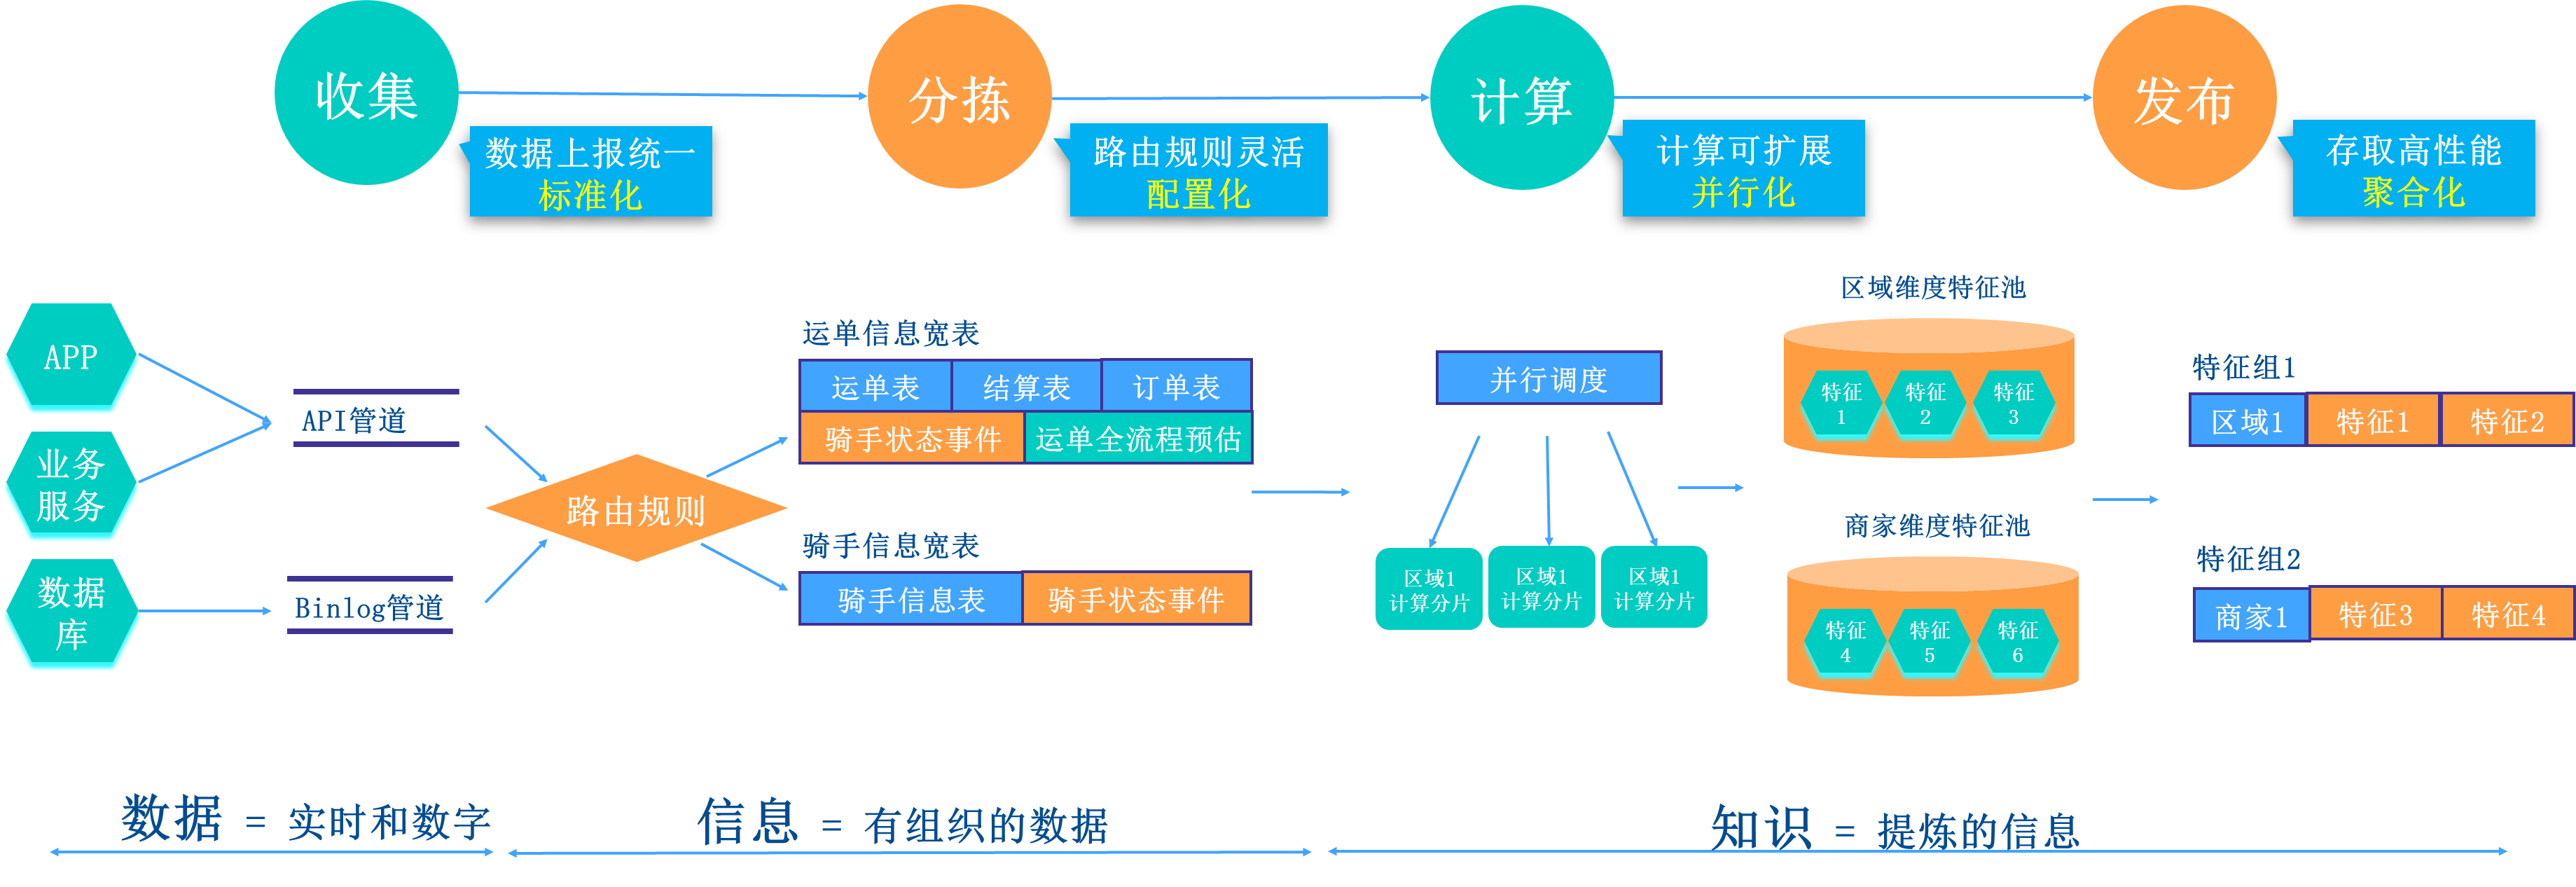 收集
分拣
计算
发布
数据上报统一
标准化
路由规则灵活
配置化
计算可扩展
并行化
存取高性能
聚合化
APP
业务
服务
数据
库
API管道
Binlog管道
路由规则
运单信息宽表
运单表 结算表 订单表
骑手状态事件 运单全流程预估
骑手信息宽表
骑手信息表 骑手状态事件
并行调度
区域1
计算分片
区域1
计算分片
区域1
计算分片
区域维度特征池
特征
1
特征
2
特征
3
商家维度特征池
特征
4
特征
5
特征
6
特征组1
区域1 特征1 特征2
特征组2
商家1 特征3 特征4
数据 = 实时和数字
信息 = 有组织的数据
知识 = 提炼的信息